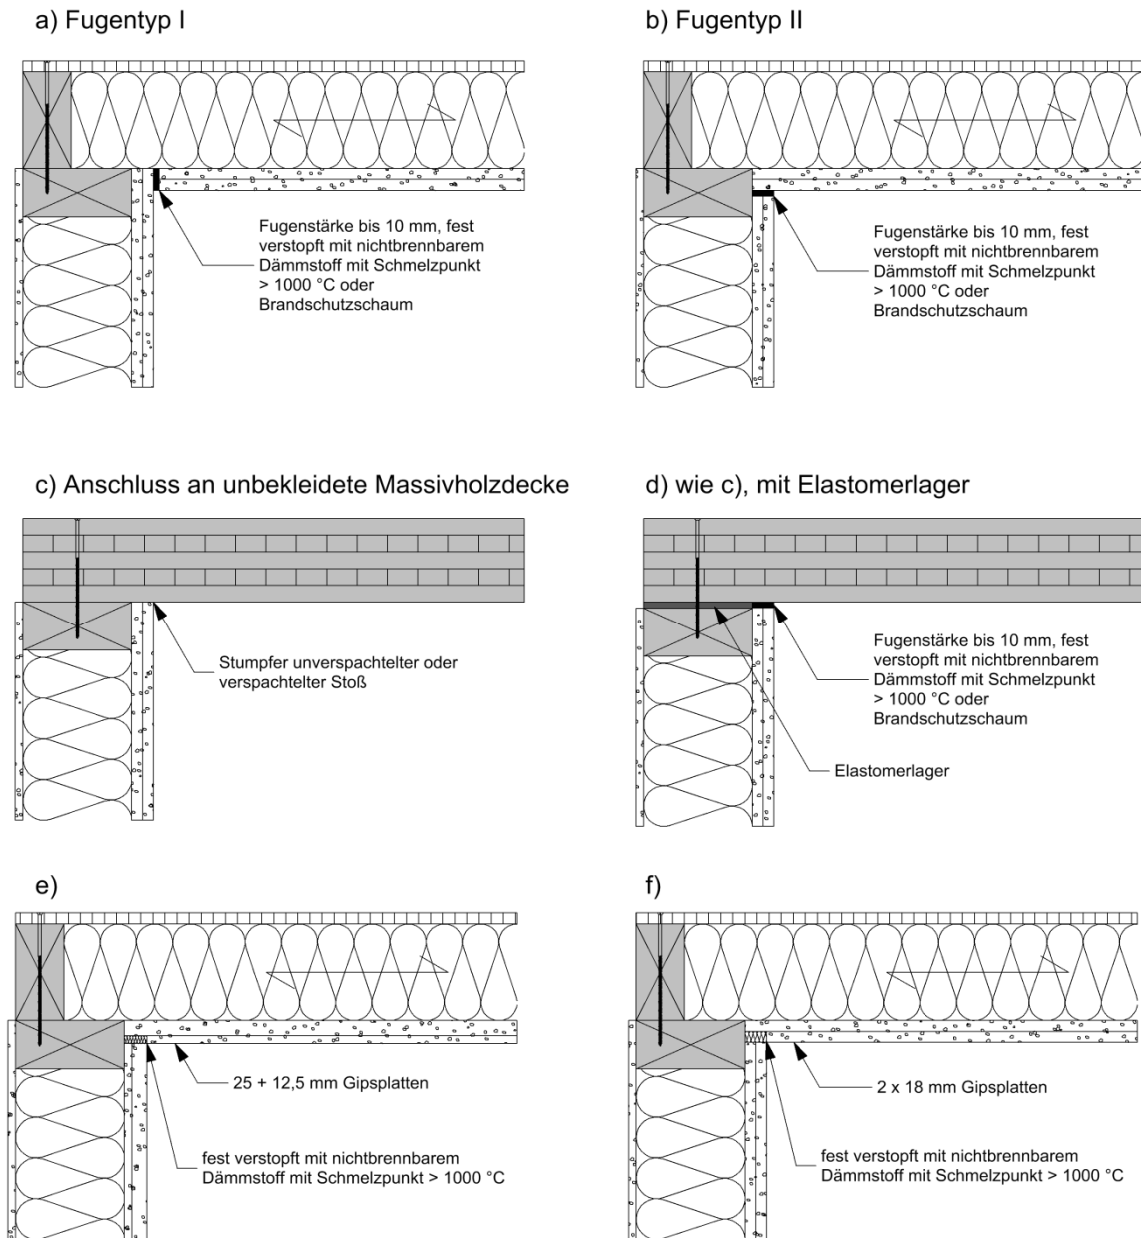 a) Fugentyp I
b) Fugentyp II
Fugenstärke bis 10 mm, fest
verstopft mit nichtbrennbarem
Dämmstoff mit Schmelzpunkt
> 1000 °C oder
Brandschutzschaum
Fugenstärke bis 10 mm, fest
verstopft mit nichtbrennbarem
Dämmstoff mit Schmelzpunkt
> 1000 °C oder
Brandschutzschaum
c) Anschluss an unbekleidete Massivholzdecke
d) wie c), mit Elastomerlager
Stumpfer unverspachtelter oder
verspachtelter Stoß
Fugenstärke bis 10 mm, fest
verstopft mit nichtbrennbarem
Dämmstoff mit Schmelzpunkt
> 1000 °C oder
Brandschutzschaum
Elastomerlager
e)
f)
25 + 12,5 mm Gipsplatten
fest verstopft mit nichtbrennbarem
Dämmstoff mit Schmelzpunkt > 1000 °C
2 x 18 mm Gipsplatten
fest verstopft mit nichtbrennbarem
Dämmstoff mit Schmelzpunkt > 1000 °C